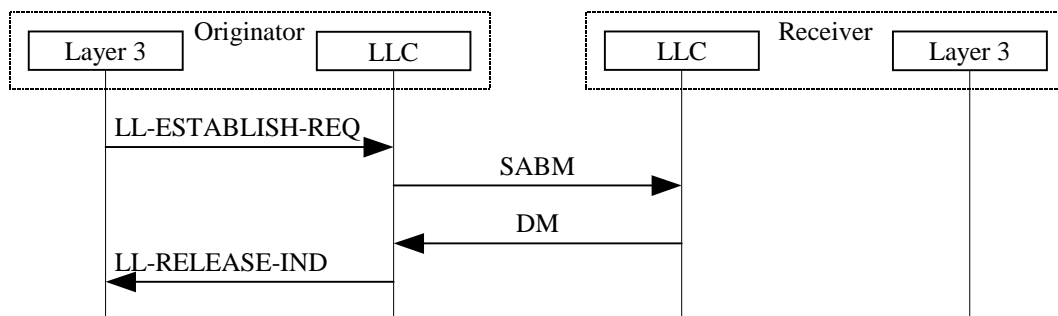 Originator
Receiver
Layer 3
LLC
LLC
Layer 3
LL-ESTABLISH-REQ
SABM
DM
LL-RELEASE-IND